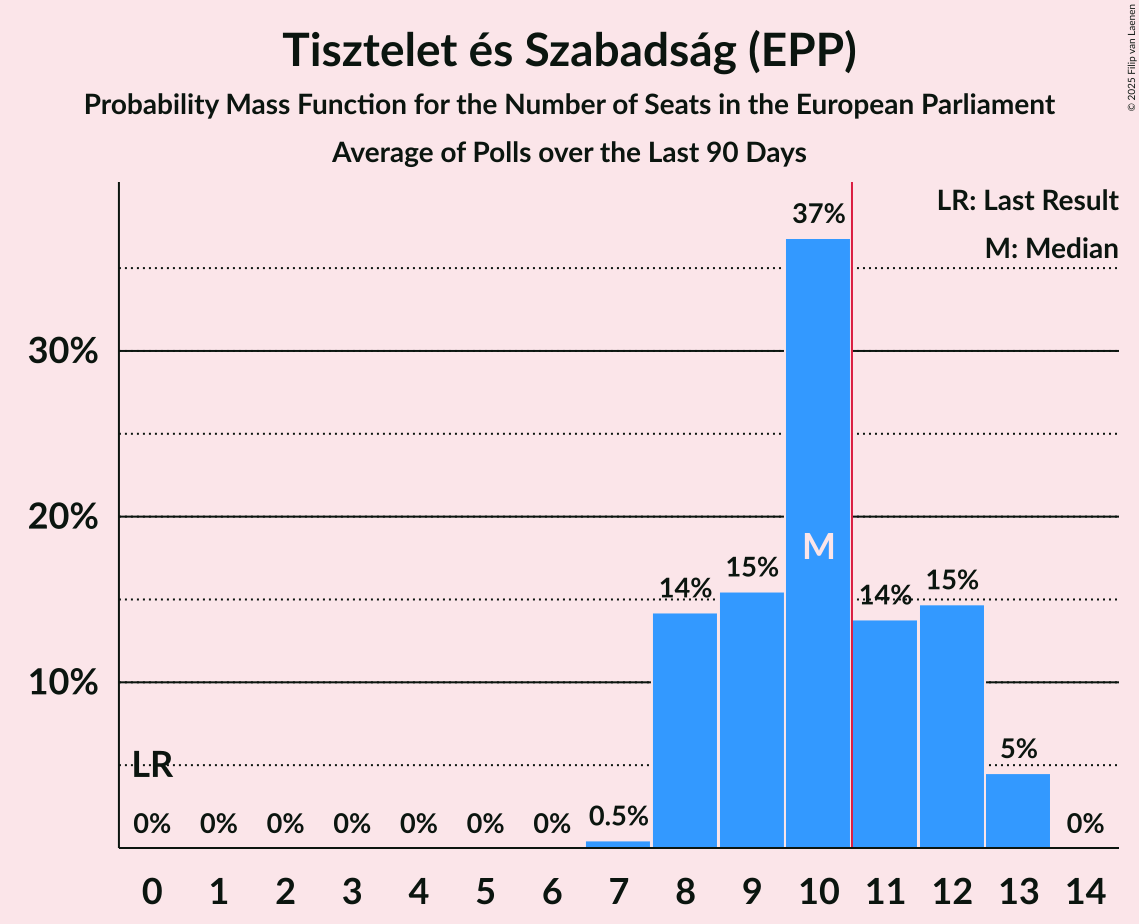 Tisztelet és Szabadság (EPP)
Probability Mass Function for the Number of Seats in the European Parliament
Average of Polls over the Last 90 Days
© 2025 Filip van Laenen
LR: Last Result
M: Median
37%
30%
20%
M
15%
14%
14%
15%
10%
5%
LR
0% 0% 0% 0% 0% 0% 0% 0.5% 0%
0 1 2 3 4 5 6 7 8 9 10 11 12 13 14